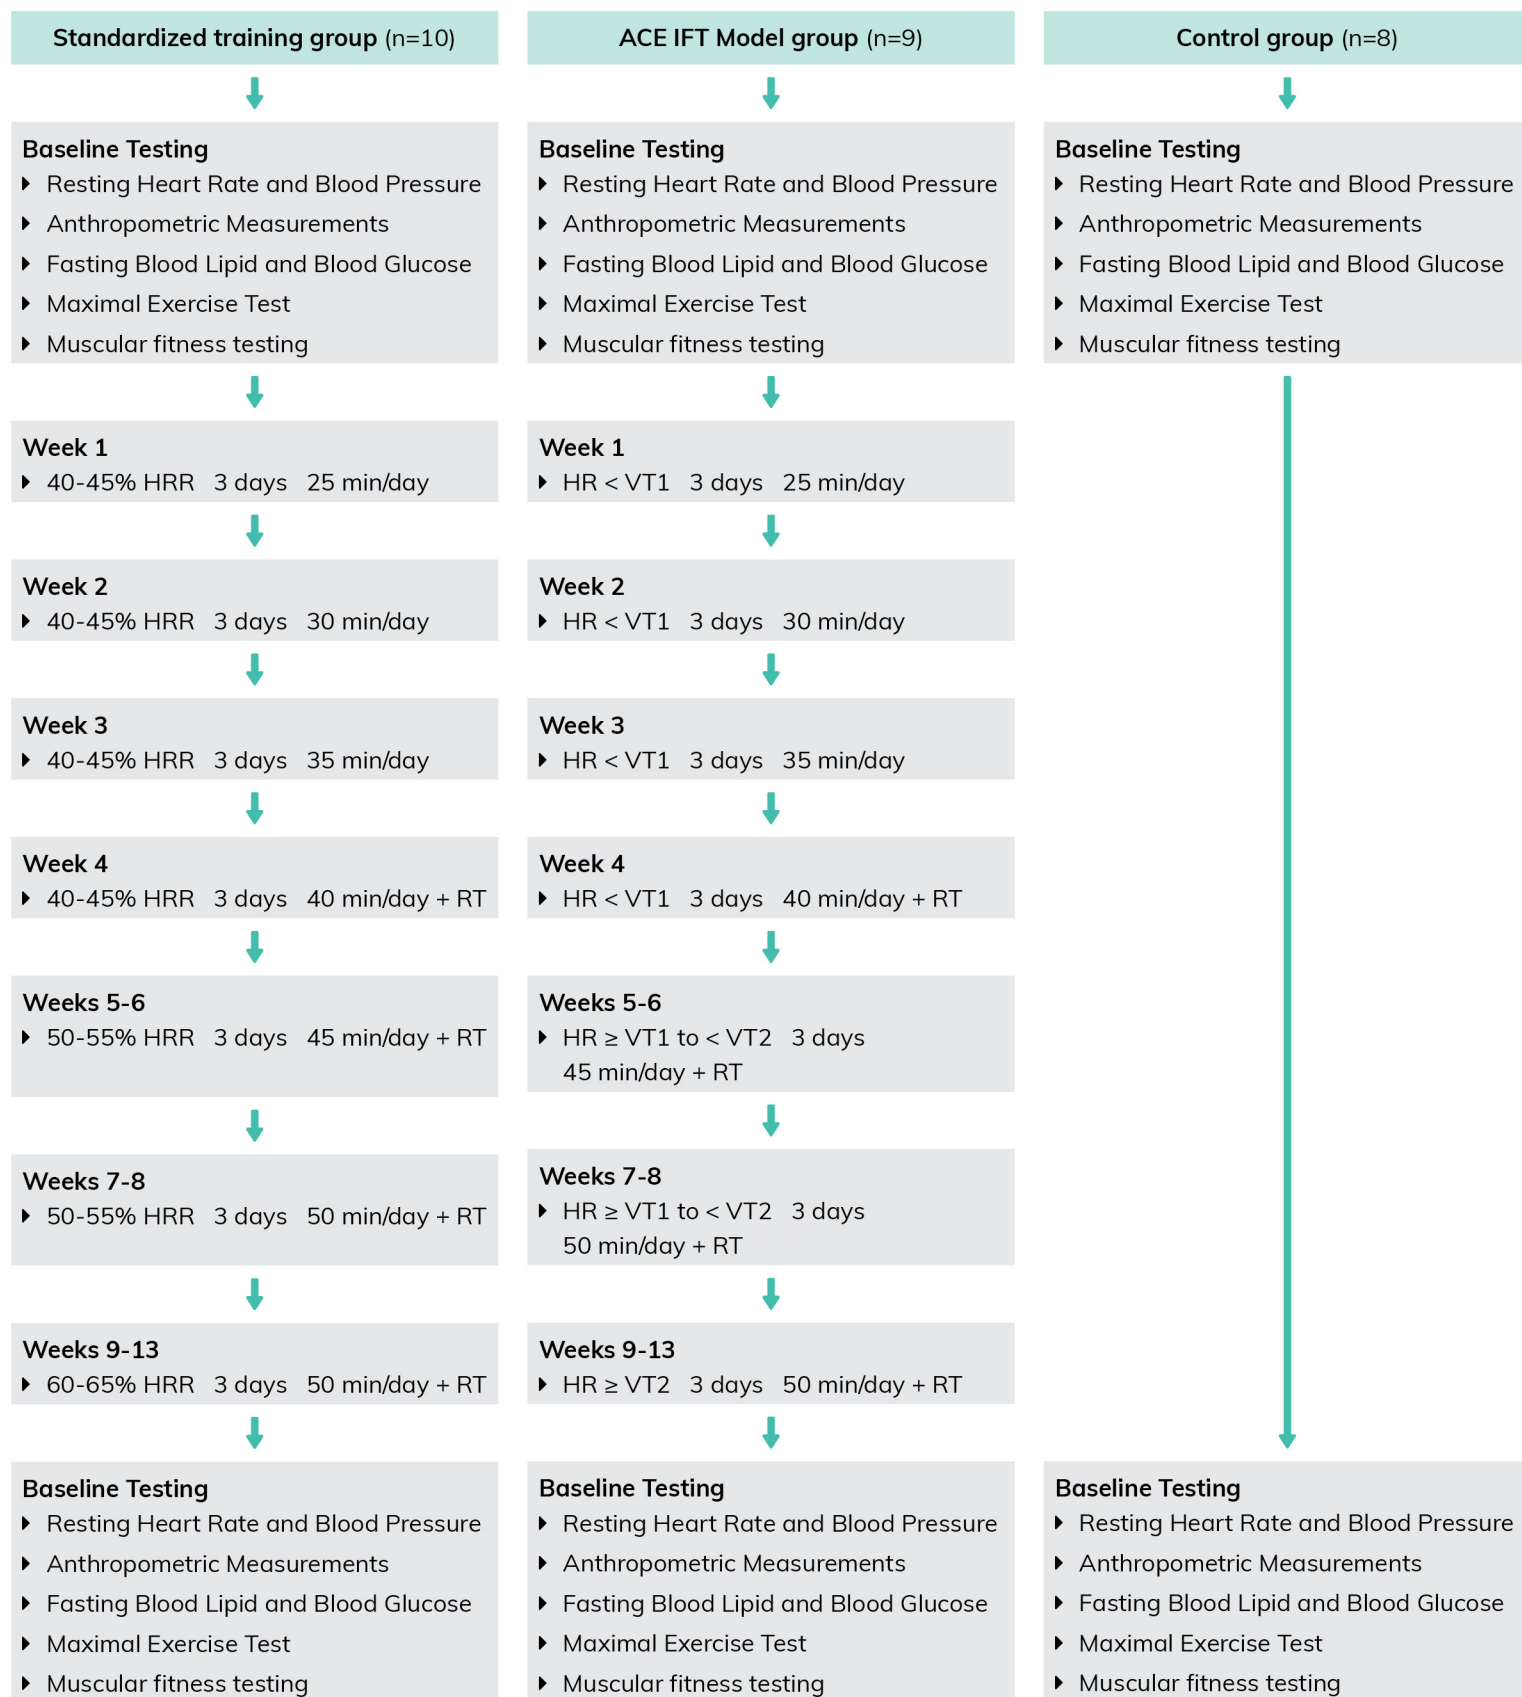 Standardized training group (n=10)
Baseline Testing
Resting Heart Rate and Blood Pressure
Anthropometric Measurements
Fasting Blood Lipid and Blood Glucose
Maximal Exercise Test
Muscular fitness testing
Week 1
40-45% HRR 3 days 25 min/day
Week 2
40-45% HRR 3 days 30 min/day
Week 3
40-45% HRR 3 days 35 min/day
Week 4
40-45% HRR 3 days 40 min/day + RT
Weeks 5-6
50-55% HRR 3 days 45 min/day + RT
Weeks 7-8
50-55% HRR 3 days 50 min/day + RT
Weeks 9-13
60-65% HRR 3 days 50 min/day + RT
Baseline Testing
Resting Heart Rate and Blood Pressure
Anthropometric Measurements
Fasting Blood Lipid and Blood Glucose
Maximal Exercise Test
Muscular fitness testing
ACE IFT Model group (n=9)
Baseline Testing
Resting Heart Rate and Blood Pressure
Anthropometric Measurements
Fasting Blood Lipid and Blood Glucose
Maximal Exercise Test
Muscular fitness testing
Week 1
HR < VT1 3 days 25 min/day
Week 2
HR < VT1 3 days 30 min/day
Week 3
HR < VT1 3 days 35 min/day
Week 4
HR < VT1 3 days 40 min/day + RT
Weeks 5-6
HR ≥ VT1 to < VT2 3 days
45 min/day + RT
Weeks 7-8
HR ≥ VT1 to < VT2 3 days
50 min/day + RT
Weeks 9-13
HR ≥ VT2 3 days 50 min/day + RT
Baseline Testing
Resting Heart Rate and Blood Pressure
Anthropometric Measurements
Fasting Blood Lipid and Blood Glucose
Maximal Exercise Test
Muscular fitness testing
Control group (n=8)
Baseline Testing
Resting Heart Rate and Blood Pressure
Anthropometric Measurements
Fasting Blood Lipid and Blood Glucose
Maximal Exercise Test
Muscular fitness testing
Baseline Testing
Resting Heart Rate and Blood Pressure
Anthropometric Measurements
Fasting Blood Lipid and Blood Glucose
Maximal Exercise Test
Muscular fitness testing